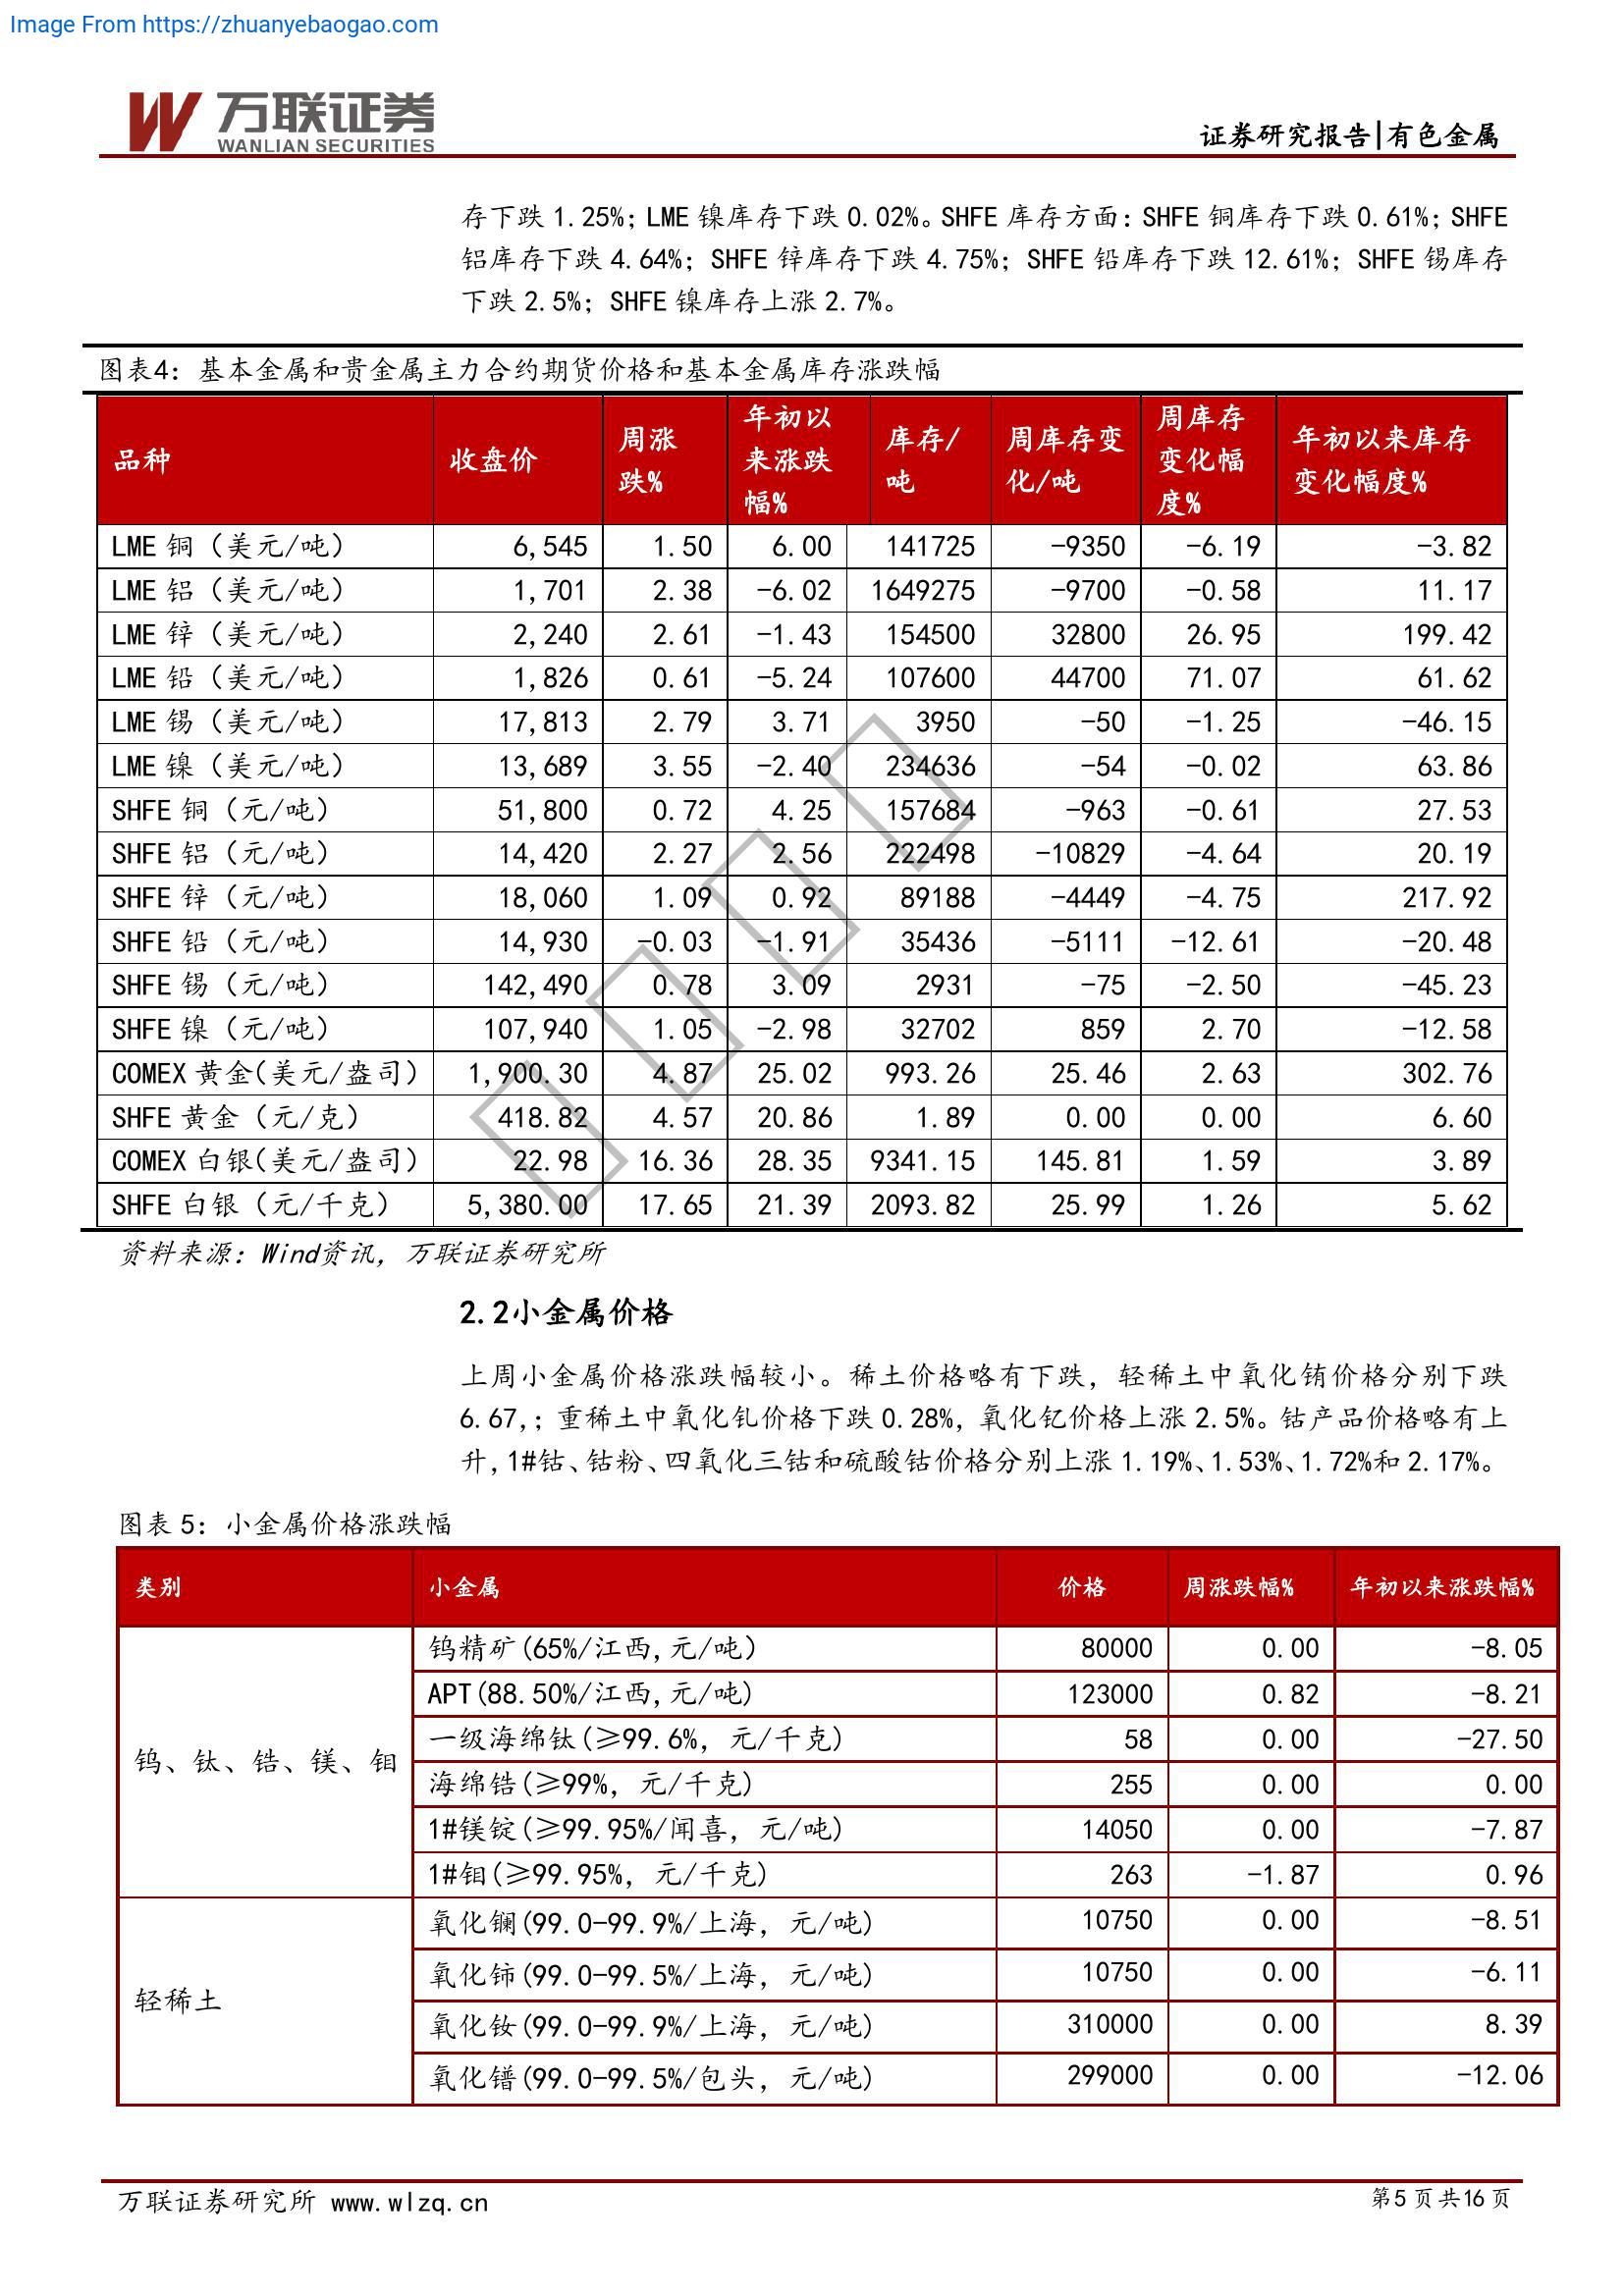 Image From https://zhuanyebaogao.com
万联证券
WANLIAN SECURITIES
证券研究报告|有色金属
存下跌 1.25%；LME 镍库存下跌 0.02%。SHFE 库存方面：SHFE 铜库存下跌 0.61%；SHFE
铝库存下跌 4.64%；SHFE 锌库存下跌 4.75%；SHFE 铅库存下跌 12.61%；SHFE 锡库存
下跌 2.5%；SHFE 镍库存上涨 2.7%。
图表4：基本金属和贵金属主力合约期货价格和基本金属库存涨跌幅
品种 收盘价 周涨跌% 年初以来涨跌幅% 库存/吨 周库存变化/吨 周库存变化幅度% 年初以来库存变化幅度%
LME 铜（美元/吨） 6,545 1.50 6.00 141725 -9350 -6.19 -3.82
LME 铝（美元/吨） 1,701 2.38 -6.02 1649275 -9700 -0.58 11.17
LME 锌（美元/吨） 2,240 2.61 -1.43 154500 32800 26.95 199.42
LME 铅（美元/吨） 1,826 0.61 -5.24 107600 44700 71.07 61.62
LME 锡（美元/吨） 17,813 2.79 3.71 3950 -50 -1.25 -46.15
LME 镍（美元/吨） 13,689 3.55 -2.40 234636 -54 -0.02 63.86
SHFE 铜（元/吨） 51,800 0.72 4.25 157684 -963 -0.61 27.53
SHFE 铝（元/吨） 14,420 2.27 2.56 222498 -10829 -4.64 20.19
SHFE 锌（元/吨） 18,060 1.09 0.92 89188 -4449 -4.75 217.92
SHFE 铅（元/吨） 14,930 -0.03 -1.91 35436 -5111 -12.61 -20.48
SHFE 锡（元/吨） 142,490 0.78 3.09 2931 -75 -2.50 -45.23
SHFE 镍（元/吨） 107,940 1.05 -2.98 32702 859 2.70 -12.58
COMEX 黄金(美元/盎司) 1,900.30 4.87 25.02 993.26 25.46 2.63 302.76
SHFE 黄金（元/克） 418.82 4.57 20.86 1.89 0.00 0.00 6.60
COMEX 白银(美元/盎司) 22.98 16.36 28.35 9341.15 145.81 1.59 3.89
SHFE 白银（元/千克） 5,380.00 17.65 21.39 2093.82 25.99 1.26 5.62
资料来源：Wind资讯，万联证券研究所
2.2小金属价格
上周小金属价格涨跌幅较小。稀土价格略有下跌，轻稀土中氧化铕价格分别下跌
6.67,；重稀土中氧化钆价格下跌 0.28%，氧化钇价格上涨 2.5%。钴产品价格略有上
升，1#钴、钴粉、四氧化三钴和硫酸钴价格分别上涨 1.19%、1.53%、1.72%和 2.17%。
图表 5：小金属价格涨跌幅
类别 小金属 价格 周涨跌幅% 年初以来涨跌幅%
钨、钛、锆、镁、钼
钨精矿(65%/江西,元/吨) 80000 0.00 -8.05
APT(88.50%/江西,元/吨) 123000 0.82 -8.21
一级海绵钛(≥99.6%，元/千克) 58 0.00 -27.50
海绵锆(≥99%，元/千克) 255 0.00 0.00
1#镁锭(≥99.95%/闻喜，元/吨) 14050 0.00 -7.87
1#钼(≥99.95%，元/千克) 263 -1.87 0.96
轻稀土
氧化镧(99.0-99.9%/上海，元/吨) 10750 0.00 -8.51
氧化铈(99.0-99.5%/上海，元/吨) 10750 0.00 -6.11
氧化钕(99.0-99.9%/上海，元/吨) 310000 0.00 8.39
氧化镨(99.0-99.5%/包头，元/吨) 299000 0.00 -12.06
万联证券研究所 www.wlzq.cn
第5 页 共16 页